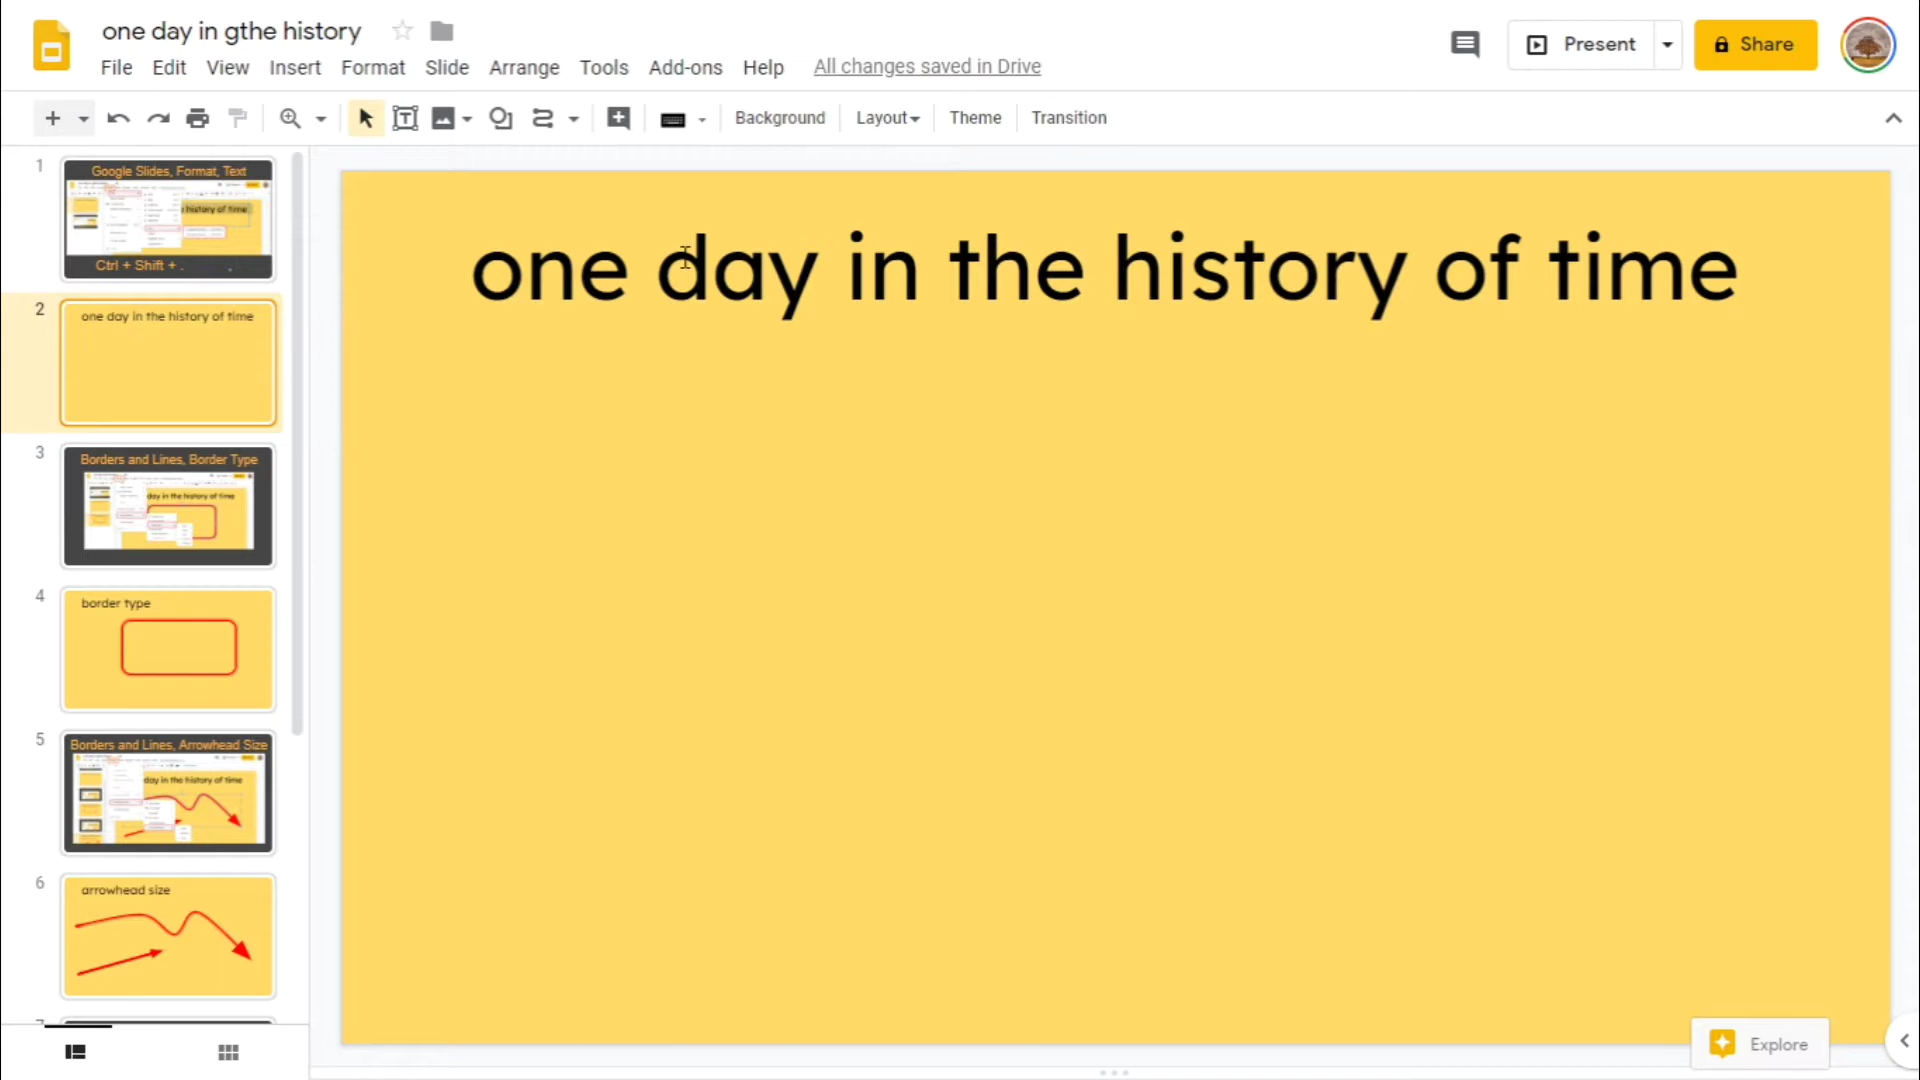 one day in gthe history
File Edit View Insert Format Slide Arrange Tools Add-ons Help All changes saved in Drive
Present
Share
Background Layout Theme Transition
1
Google Slides, Format, Text
history of time
Ctrl + Shift + .
2
one day in the history of time
3
Borders and Lines, Border Type
day in the history of time
4
border type
5
Borders and Lines, Arrowhead Size
day in the history of time
6
arrowhead size
one day in the history of time
Explore